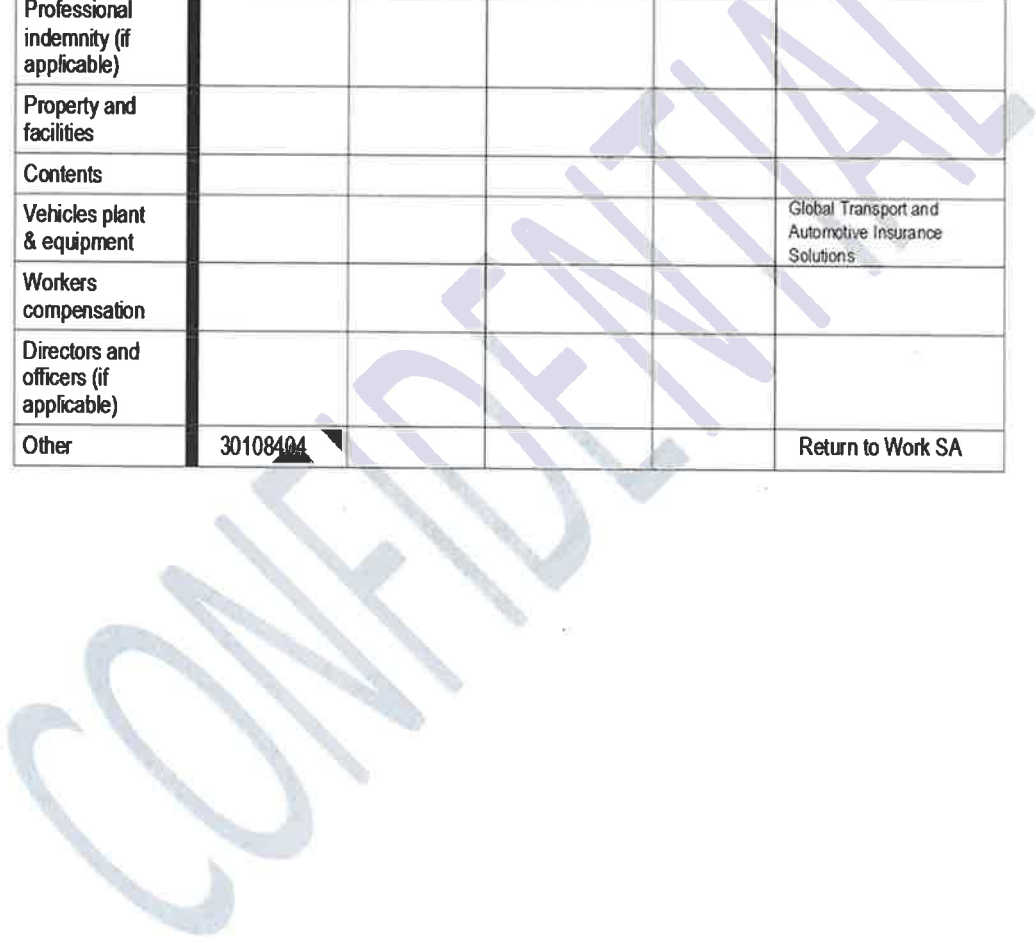 Professional
indemnity (if
applicable)
Property and
facilities
Contents
Vehicles plant
& equipment
Global Transport and
Automotive Insurance
Solutions
Workers
compensation
Directors and
officers (if
applicable)
Other 30108404 Return to Work SA
CONFIDENTIAL